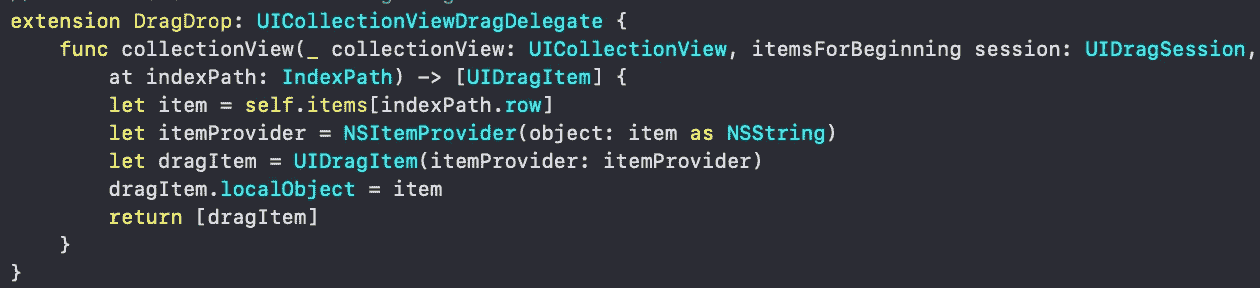 extension DragDrop: UICollectionViewDragDelegate {
func collectionView(_ collectionView: UICollectionView, itemsForBeginning session: UIDragSession,
at indexPath: IndexPath) -> [UIDragItem] {
let item = self.items[indexPath.row]
let itemProvider = NSItemProvider(object: item as NSString)
let dragItem = UIDragItem(itemProvider: itemProvider)
dragItem.localObject = item
return [dragItem]
}
}